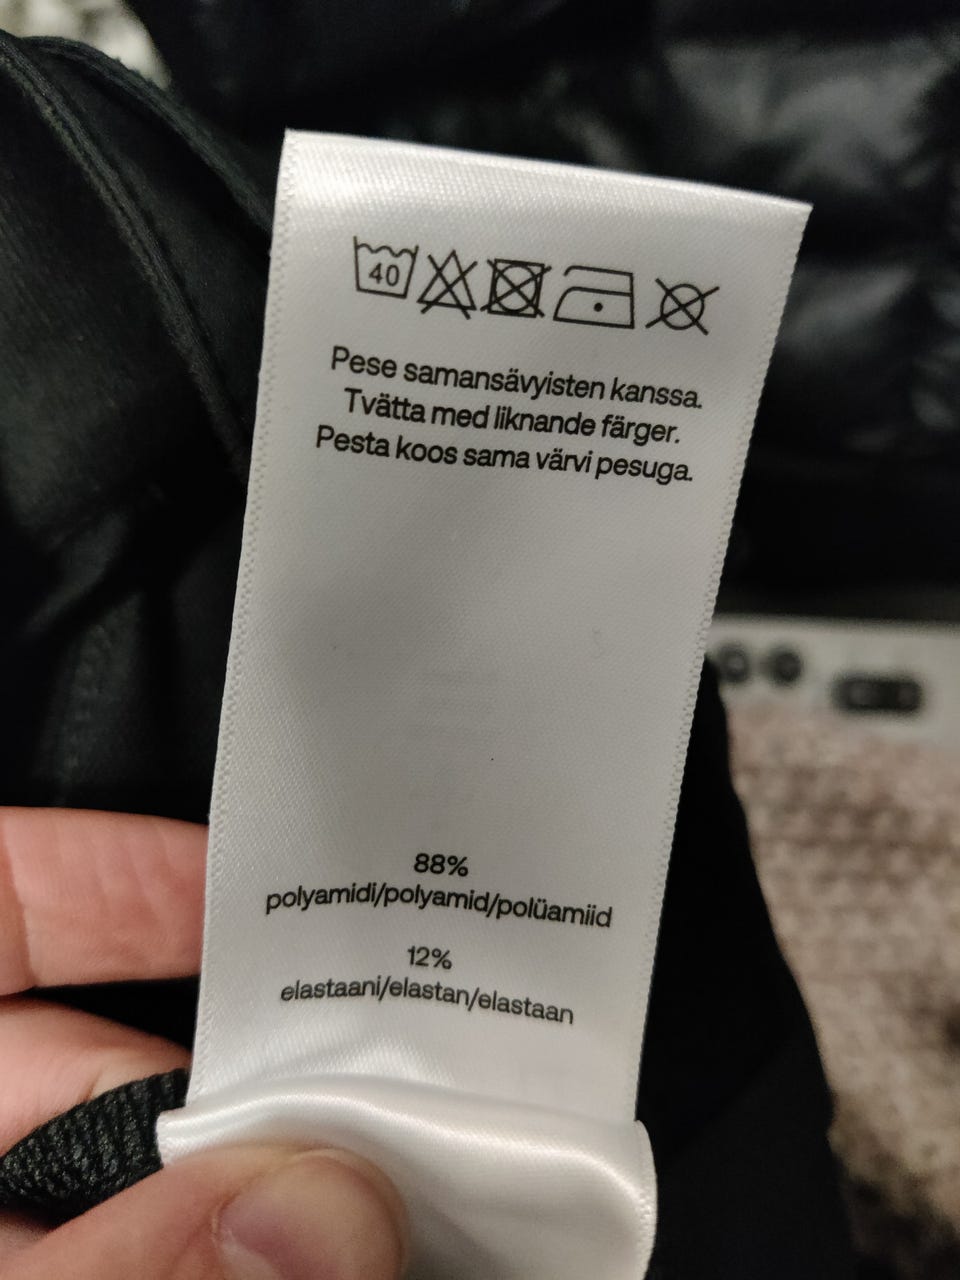 40
Pese samansävyisten kanssa.
Tvätta med liknande färger.
Pesta koos sama värvi pesuga.
88%
polyamidi/polyamid/polüamiid
12%
elastaani/elastan/elastaan